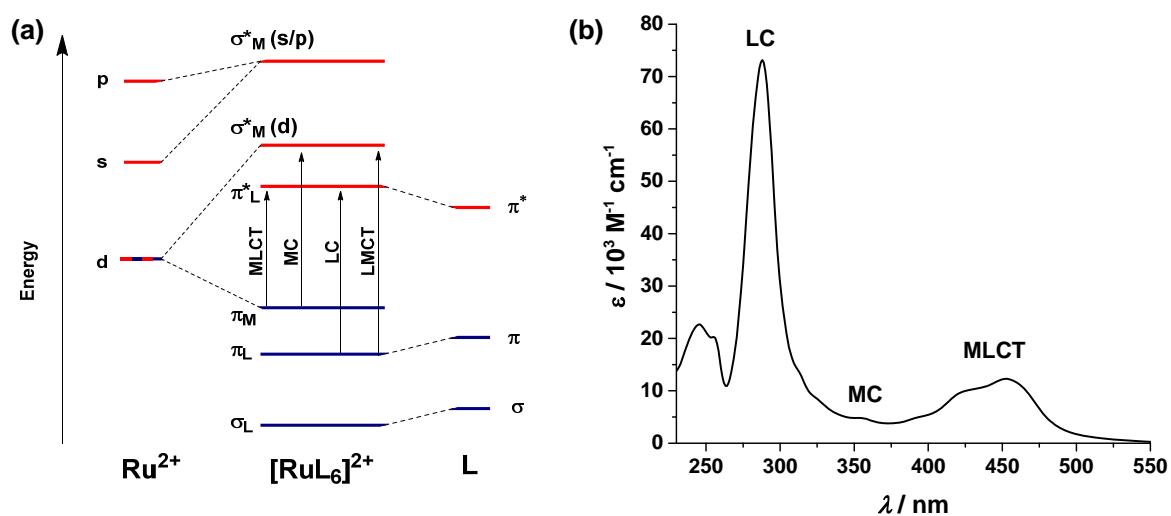 (a)
Energy
p
s
d
σ*M (s/p)
σ*M (d)
π*L
MLCT
MC
LC
LMCT
πM
πL
σL
π*
π
σ
Ru2+
[RuL6]2+
L
(b)
ε / 10³ M-1 cm-1
80
70
60
50
40
30
20
10
0
LC
MC
MLCT
250 300 350 400 450 500 550
λ / nm